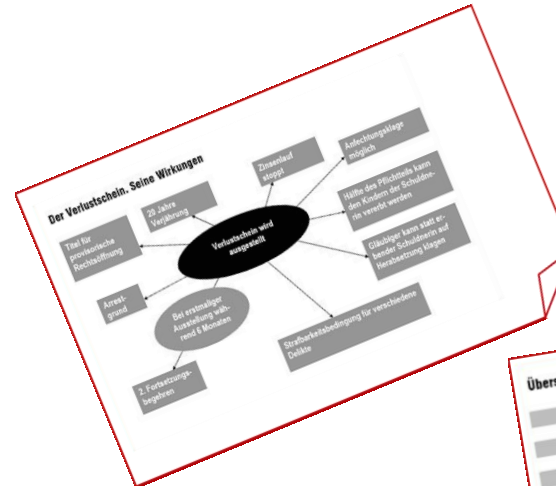 Der Verlustschein. Seine Wirkungen
Zinsenlauf
stoppt
Anfechtungsklage
möglich
20 Jahre
Verjährung
Hälfte des Pflichtteils kann
den Kindern der Schuldne-
rin vererbt werden
Titel für
provisorische
Rechtsöffnung
Verlustschein wird
ausgestellt
Gläubiger kann statt er-
bender Schuldnerin auf
Herabsetzung klagen
Arrest-
grund
Bei erstmaliger
Ausstellung wäh-
rend 6 Monaten
Strafbarkeitsbedingung für verschiedene
Delikte
2. Fortsetzungs-
begehren